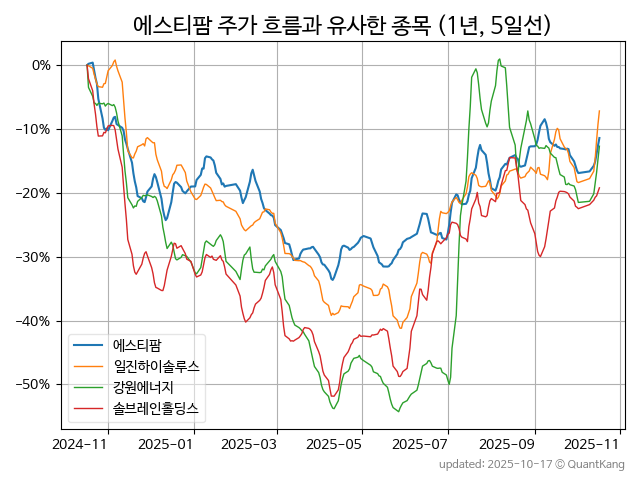 에스티팜 주가 흐름과 유사한 종목 (1년, 5일선)
0%
−10%
−20%
−30%
−40%
−50%
에스티팜
일진하이솔루스
강원에너지
솔브레인홀딩스
2024−11
2025−01
2025−03
2025−05
2025−07
2025−09
2025−11
updated: 2025-10-17 © QuantKang